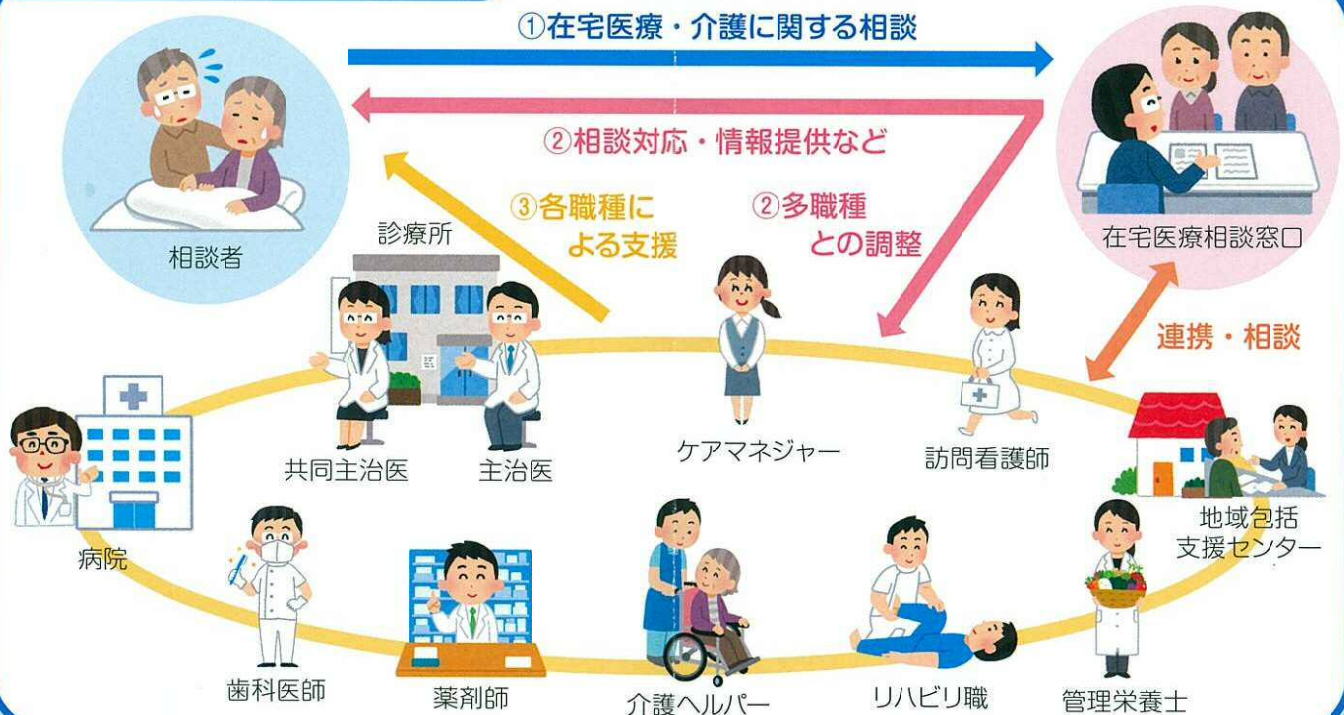 ①在宅医療・介護に関する相談
②相談対応・情報提供など
③各職種に
よる支援
②多職種
との調整
相談者
診療所
在宅医療相談窓口
連携・相談
共同主治医
主治医
ケアマネジャー
訪問看護師
病院
地域包括
支援センター
歯科医師
薬剤師
介護ヘルパー
リハビリ職
管理栄養士